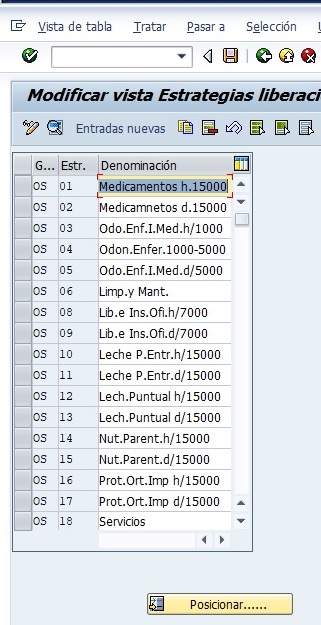 Vista de tabla Tratar Pasar a Selección
Modificar vista Estrategias liberaci
Entradas nuevas
G... Estr. Denominación
OS 01 Medicamentos h.15000
OS 02 Medicamnetos d.15000
OS 03 Odo.Enf.I.Med.h/1000
OS 04 Odon.Enfer.1000-5000
OS 05 Odo.Enf.I.Med.d/5000
OS 06 Limp.y Mant.
OS 08 Lib.e Ins.Ofi.h/7000
OS 09 Lib.e Ins.Ofi.d/7000
OS 10 Leche P.Entr.h/15000
OS 11 Leche P.Entr.d/15000
OS 12 Lech.Puntual h/15000
OS 13 Lech.Puntual d/15000
OS 14 Nut.Parent.h/15000
OS 15 Nut.Parent.d/15000
OS 16 Prot.Ort.Imp h/15000
OS 17 Prot.Ort.Imp d/15000
OS 18 Servicios
Posicionar......